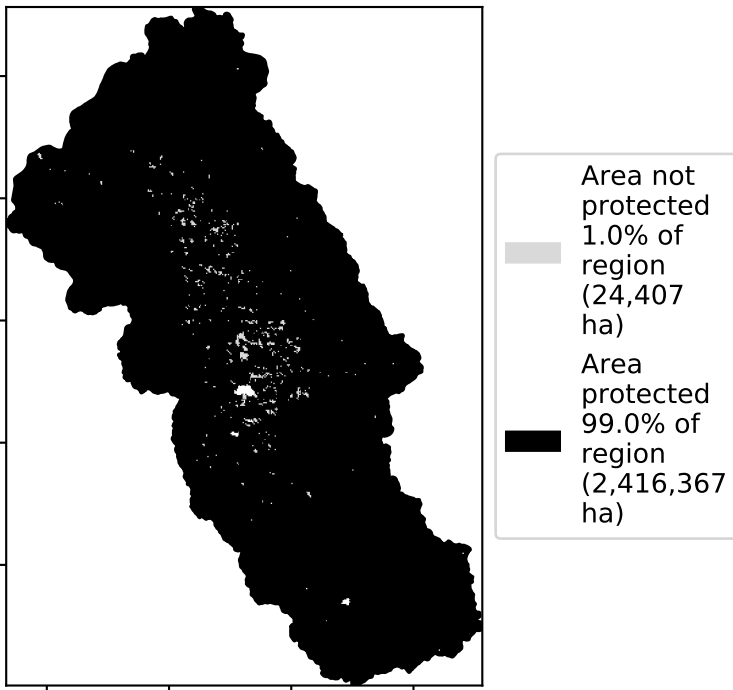 Area not
protected
1.0% of
region
(24,407
ha)
Area
protected
99.0% of
region
(2,416,367
ha)